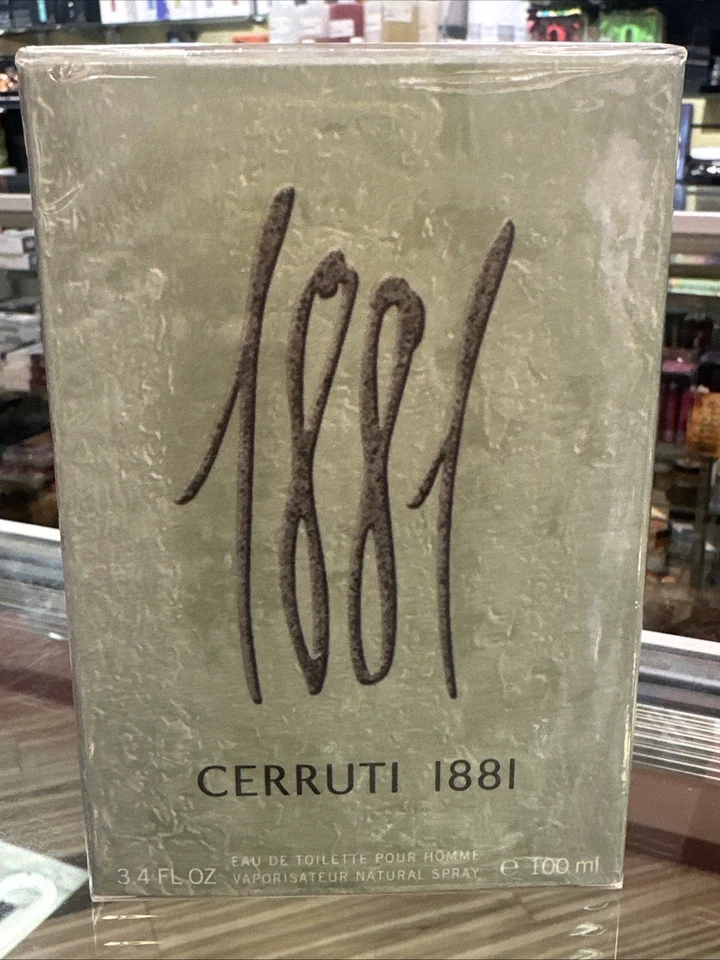 1881
CERRUTI 1881
EAU DE TOILETTE POUR HOMME
3.4 FL OZ VAPORISATEUR NATURAL SPRAY e 100 ml